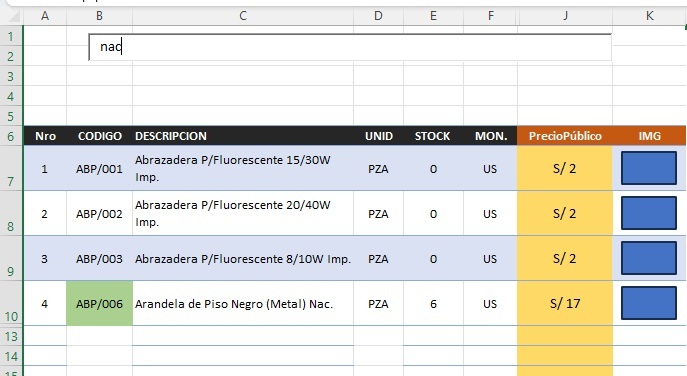 A B C D E F J K
1 nac
2
3
4
5
6 Nro CODIGO DESCRIPCION UNID STOCK MON. PrecioPúblico IMG
7 1 ABP/001 Abrazadera P/Fluorescente 15/30W PZA 0 US S/ 2
Imp.
8 2 ABP/002 Abrazadera P/Fluorescente 20/40W PZA 0 US S/ 2
Imp.
9 3 ABP/003 Abrazadera P/Fluorescente 8/10W Imp. PZA 0 US S/ 2
10 4 ABP/006 Arandela de Piso Negro (Metal) Nac. PZA 6 US S/ 17
13
14